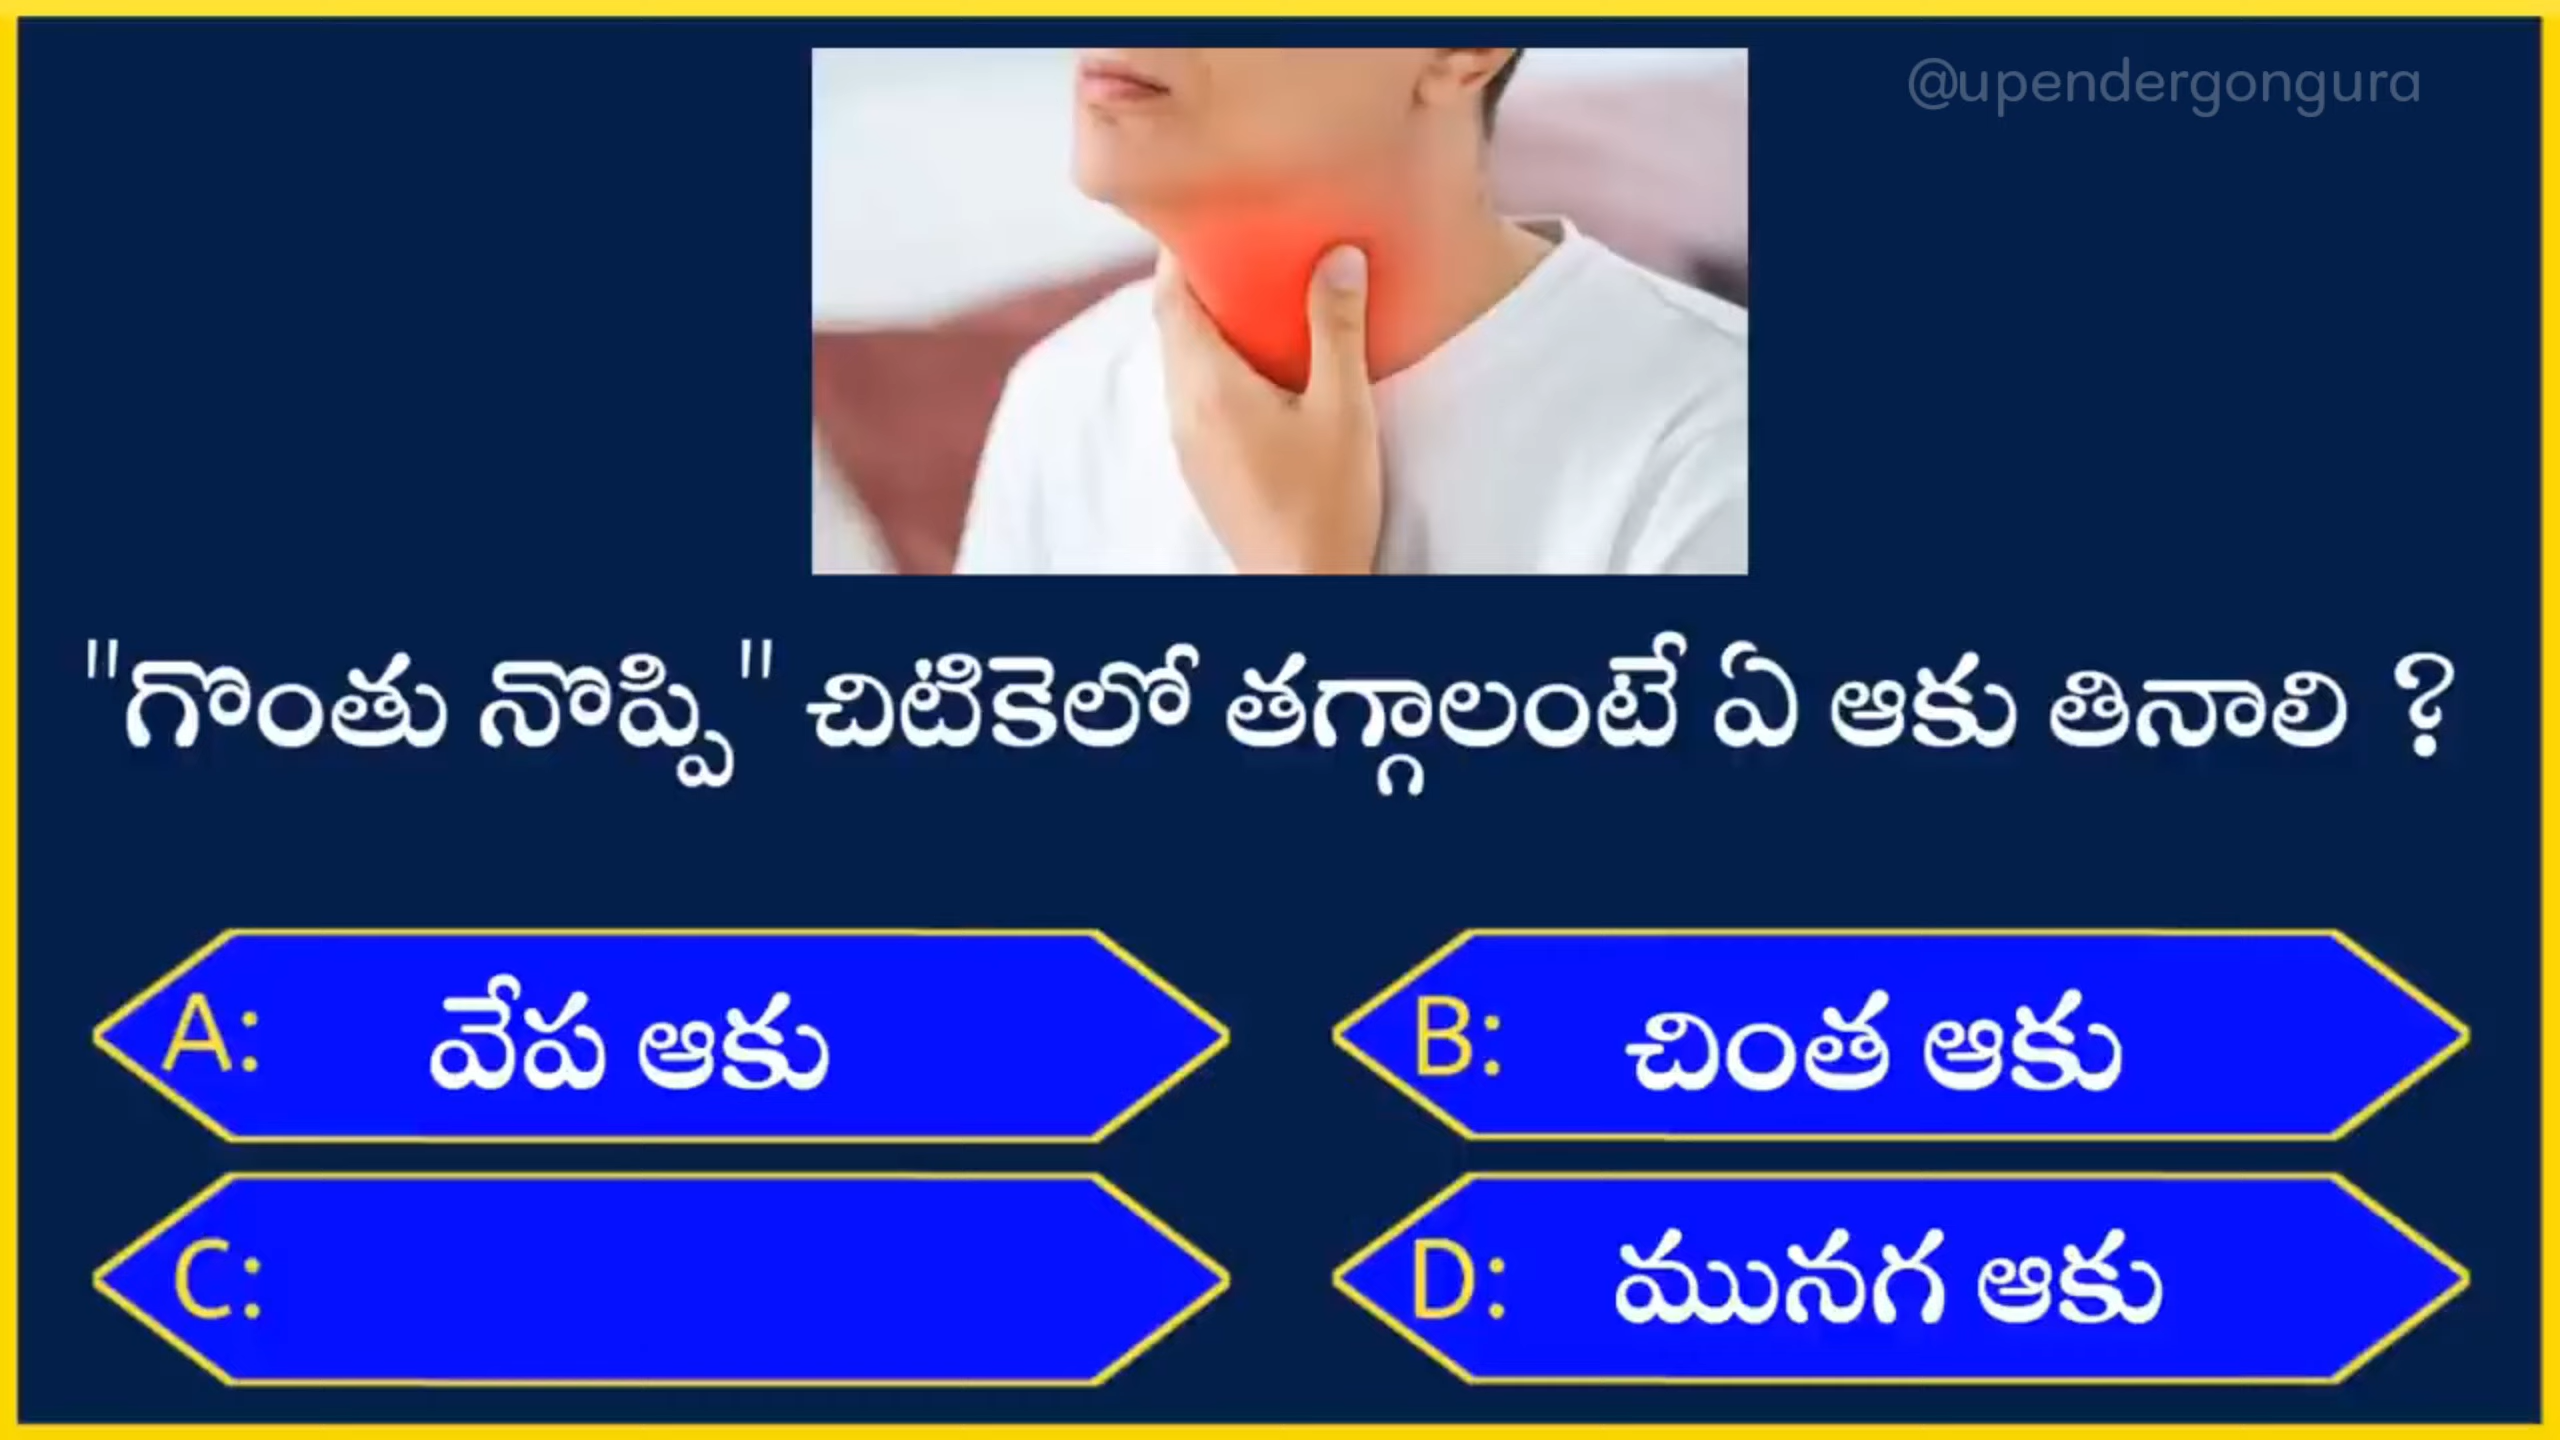 @upendergongura
"గొంతు నొప్పి" చిటికెలో తగ్గాలంటే ఏ ఆకు తినాలి ?
A: వేప ఆకు
B: చింత ఆకు
C:
D: మునగ ఆకు